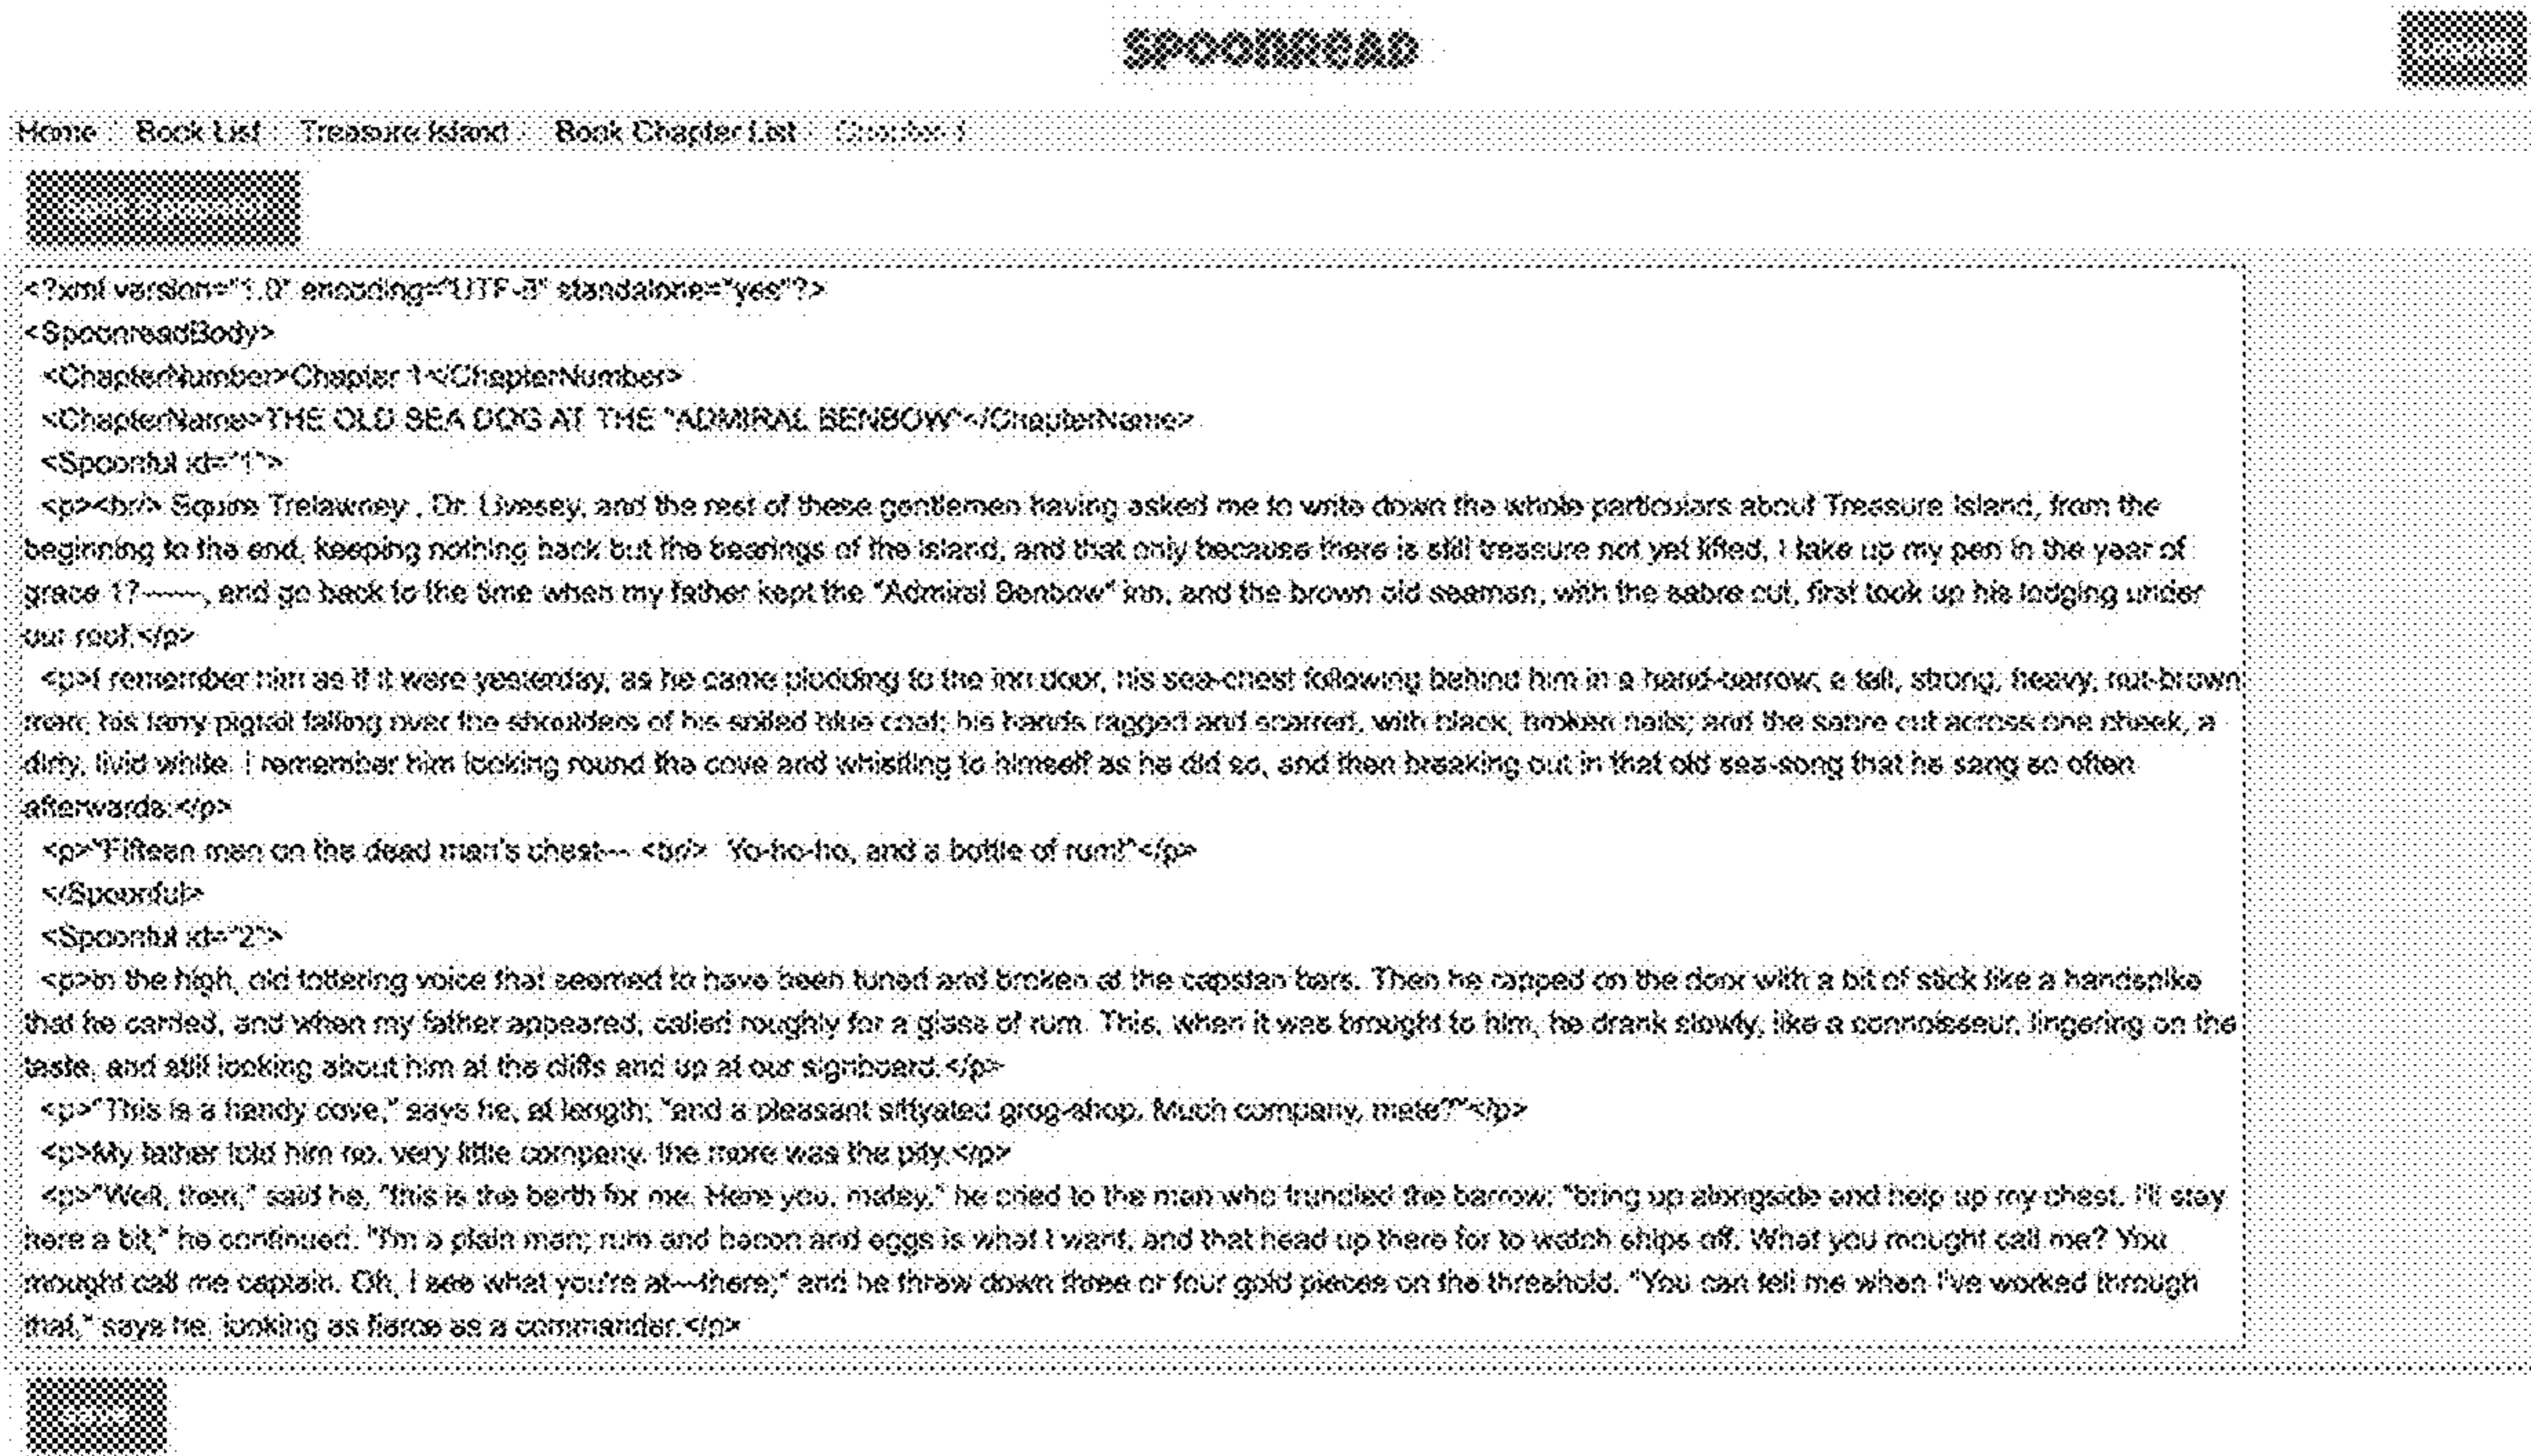 SPOONREAD
Home Book List Treasure Island Book Chapter List Chapter 1
<?xml version="1.0" encoding="UTF-8" standalone="yes"?>
<SpoonreadBody>
<ChapterNumber>Chapter 1</ChapterNumber>
<ChapterName>THE OLD SEA DOG AT THE "ADMIRAL BENBOW"</ChapterName>
<Spoonful id="1">
<p><br/> Squire Trelawney , Dr. Livesey, and the rest of these gentlemen having asked me to write down the whole particulars about Treasure Island, from the
beginning to the end, keeping nothing back but the bearings of the island, and that only because there is still treasure not yet lifted, I take up my pen in the year of
grace 17——, and go back to the time when my father kept the "Admiral Benbow" inn, and the brown old seaman, with the sabre cut, first took up his lodging under
our roof.</p>
<p>I remember him as if it were yesterday, as he came plodding to the inn door, his sea-chest following behind him in a hand-barrow; a tall, strong, heavy, nut-brown
man; his tarry pigtail falling over the shoulders of his soiled blue coat; his hands ragged and scarred, with black, broken nails; and the sabre cut across one cheek, a
dirty, livid white. I remember him looking round the cove and whistling to himself as he did so, and then breaking out in that old sea-song that he sang so often
afterwards:</p>
<p>"Fifteen men on the dead man's chest— <br/> Yo-ho-ho, and a bottle of rum!"</p>
</Spoonful>
<Spoonful id="2">
<p>in the high, old tottering voice that seemed to have been tuned and broken at the capstan bars. Then he rapped on the door with a bit of stick like a handspike
that he carried, and when my father appeared, called roughly for a glass of rum. This, when it was brought to him, he drank slowly, like a connoisseur, lingering on the
taste, and still looking about him at the cliffs and up at our signboard.</p>
<p>"This is a handy cove," says he, at length; "and a pleasant sittyated grog-shop. Much company, mate?"</p>
<p>My father told him no, very little company, the more was the pity.</p>
<p>"Well, then," said he, "this is the berth for me. Here you, matey," he cried to the man who trundled the barrow; "bring up alongside and help up my chest. I'll stay
here a bit," he continued. "I'm a plain man; rum and bacon and eggs is what I want, and that head up there for to watch ships off. What you mought call me? You
mought call me captain. Oh, I see what you're at—there;" and he threw down three or four gold pieces on the threshold. "You can tell me when I've worked through
that," says he, looking as fierce as a commander.</p>